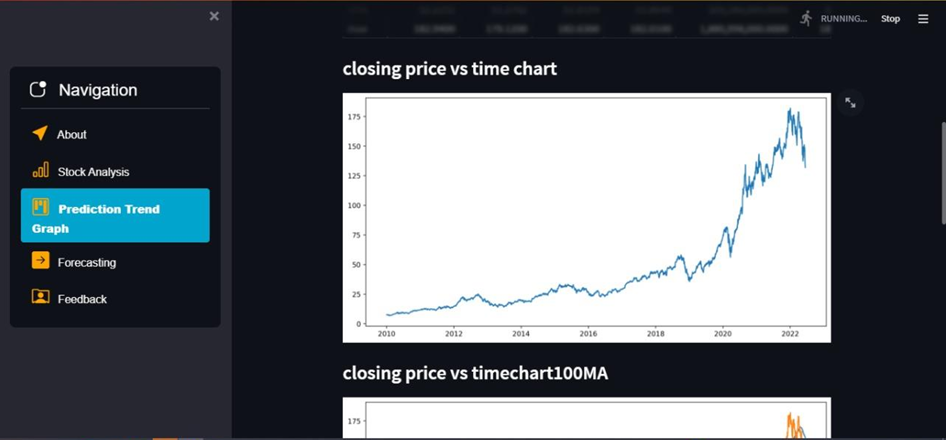 RUNNING...
Stop
Navigation
About
Stock Analysis
Prediction Trend
Graph
Forecasting
Feedback
closing price vs time chart
175
150
125
100
75
50
25
0
2010 2012 2014 2016 2018 2020 2022
closing price vs timechart100MA
175